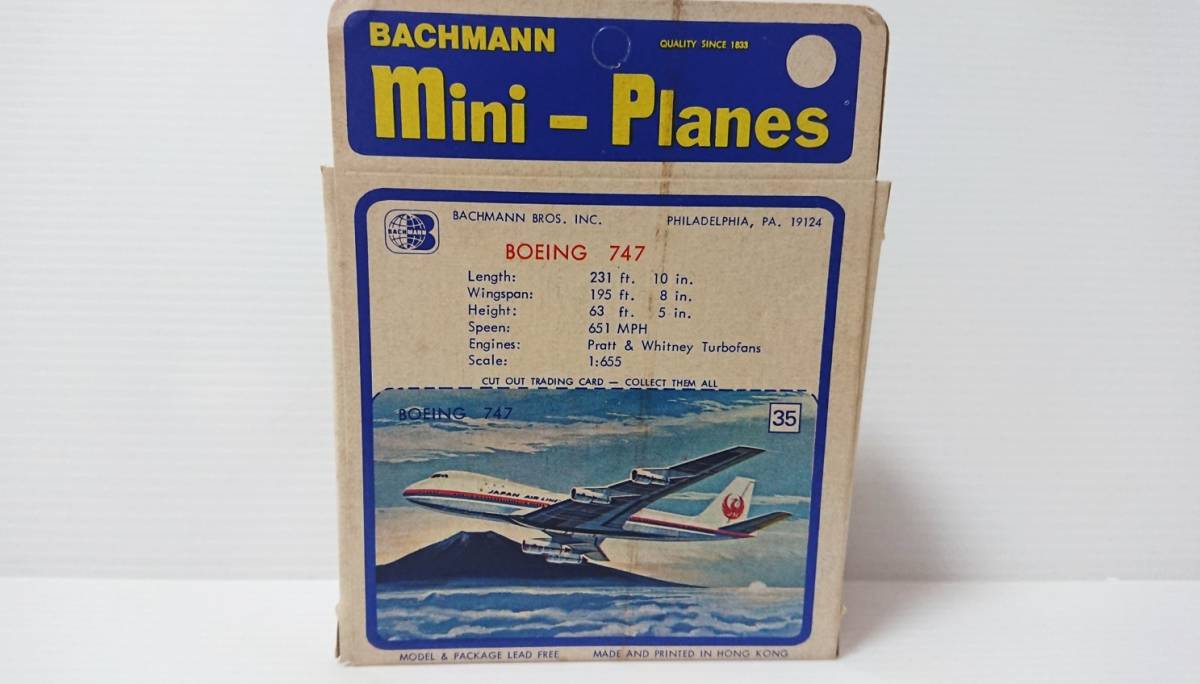 BACHMANN
QUALITY SINCE 1833
Mini - Planes
BACHMANN
BACHMANN BROS. INC. PHILADELPHIA, PA. 19124
BOEING 747
Length: 231 ft. 10 in.
Wingspan: 195 ft. 8 in.
Height: 63 ft. 5 in.
Speen: 651 MPH
Engines: Pratt & Whitney Turbofans
Scale: 1:655
CUT OUT TRADING CARD — COLLECT THEM ALL
BOEING 747
35
JAPAN AIR LINES
JAL
MODEL & PACKAGE LEAD FREE MADE AND PRINTED IN HONG KONG